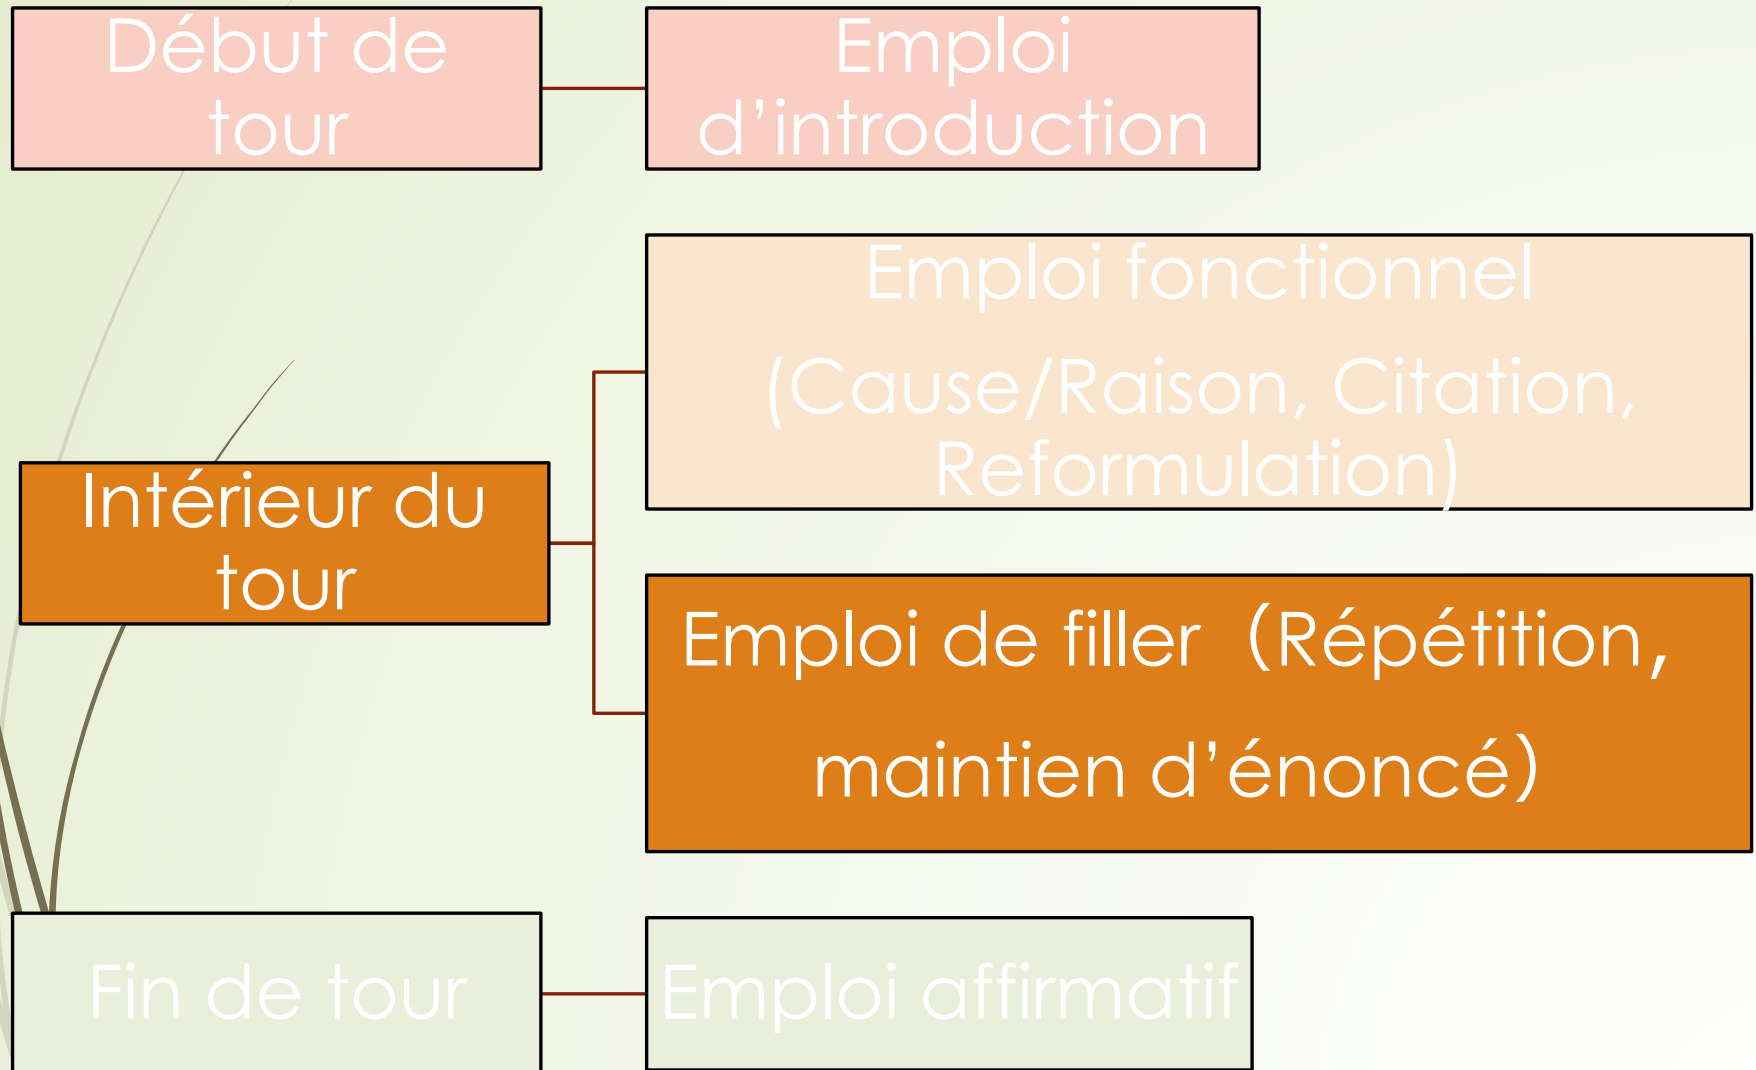 Début de
tour
Emploi
d’introduction
Emploi fonctionnel
(Cause/Raison, Citation,
Reformulation)
Intérieur du
tour
Emploi de filler（Répétition,
maintien d’énoncé）
Fin de tour
Emploi affirmatif